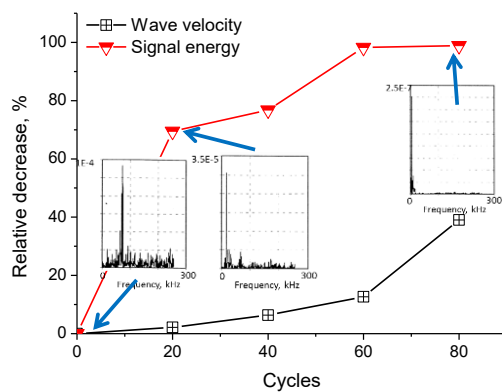 Wave velocity
Signal energy
Relative decrease, %
100
80
60
40
20
0
0
20
40
60
80
Cycles
1E-4
0
300
Frequency, kHz
3.5E-5
0
300
Frequency, kHz
2.5E-7
0
300
Frequency, kHz